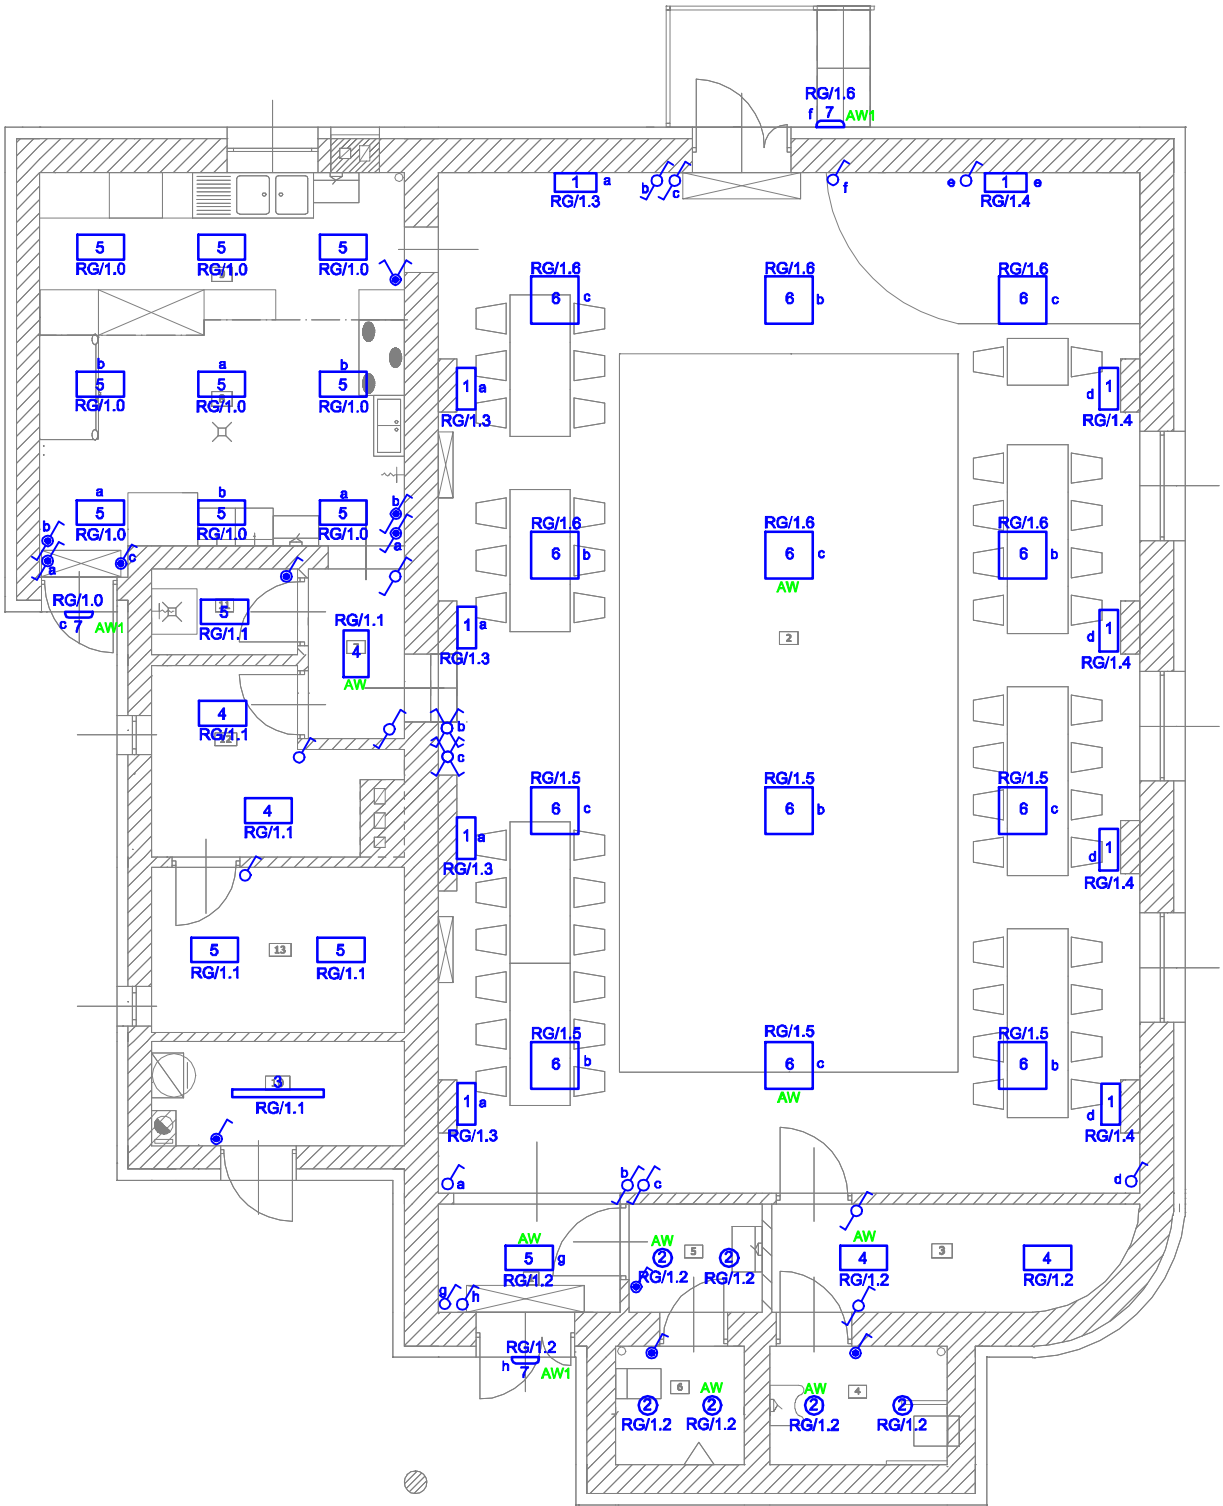 RG/1.6
f 7 AW1
1 a
RG/1.3
b c
f
e 1 e
RG/1.4
5 5 5
RG/1.0 RG/1.0 RG/1.0
RG/1.6 RG/1.6 RG/1.6
6 c 6 b 6 c
b a b
5 5 5
RG/1.0 RG/1.0 RG/1.0
1 a
RG/1.3
1
d
RG/1.4
a b a
5 5 5
RG/1.0 RG/1.0 RG/1.0
b
a
b
a
c
RG/1.6 RG/1.6 RG/1.6
6 b 6 c 6 b
AW
RG/1.0
c 7 AW1
11
5
RG/1.1
RG/1.1
4
AW
1 a
RG/1.3
2
1
d
RG/1.4
4
RG/1.1
12
b
c
c
4
RG/1.1
RG/1.5 RG/1.5 RG/1.5
6 c 6 b 6 c
1 a
RG/1.3
1
d
RG/1.4
5 13 5
RG/1.1 RG/1.1
RG/1.5 RG/1.5 RG/1.5
6 b 6 c 6 b
AW
3
RG/1.1
1 a
RG/1.3
1
d
RG/1.4
a
b c
d
AW
5 g
RG/1.2
AW
2 5 2
RG/1.2 RG/1.2
AW
4 3 4
RG/1.2 RG/1.2
g h
RG/1.2
h 7 AW1
6 AW
2 2
RG/1.2 RG/1.2
AW 4
2 2
RG/1.2 RG/1.2